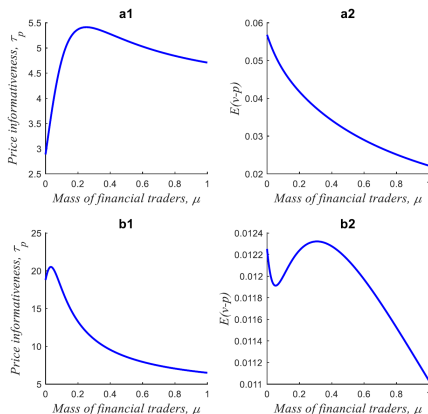 a1
Price informativeness, τ_p
5.5
5
4.5
4
3.5
3
2.5
0 0.2 0.4 0.6 0.8 1
Mass of financial traders, μ
a2
E(v-p)
0.06
0.05
0.04
0.03
0.02
0 0.2 0.4 0.6 0.8 1
Mass of financial traders, μ
b1
Price informativeness, τ_p
25
20
15
10
5
0 0.2 0.4 0.6 0.8 1
Mass of financial traders, μ
b2
E(v-p)
0.0124
0.0122
0.012
0.0118
0.0116
0.0114
0.0112
0.011
0 0.2 0.4 0.6 0.8 1
Mass of financial traders, μ